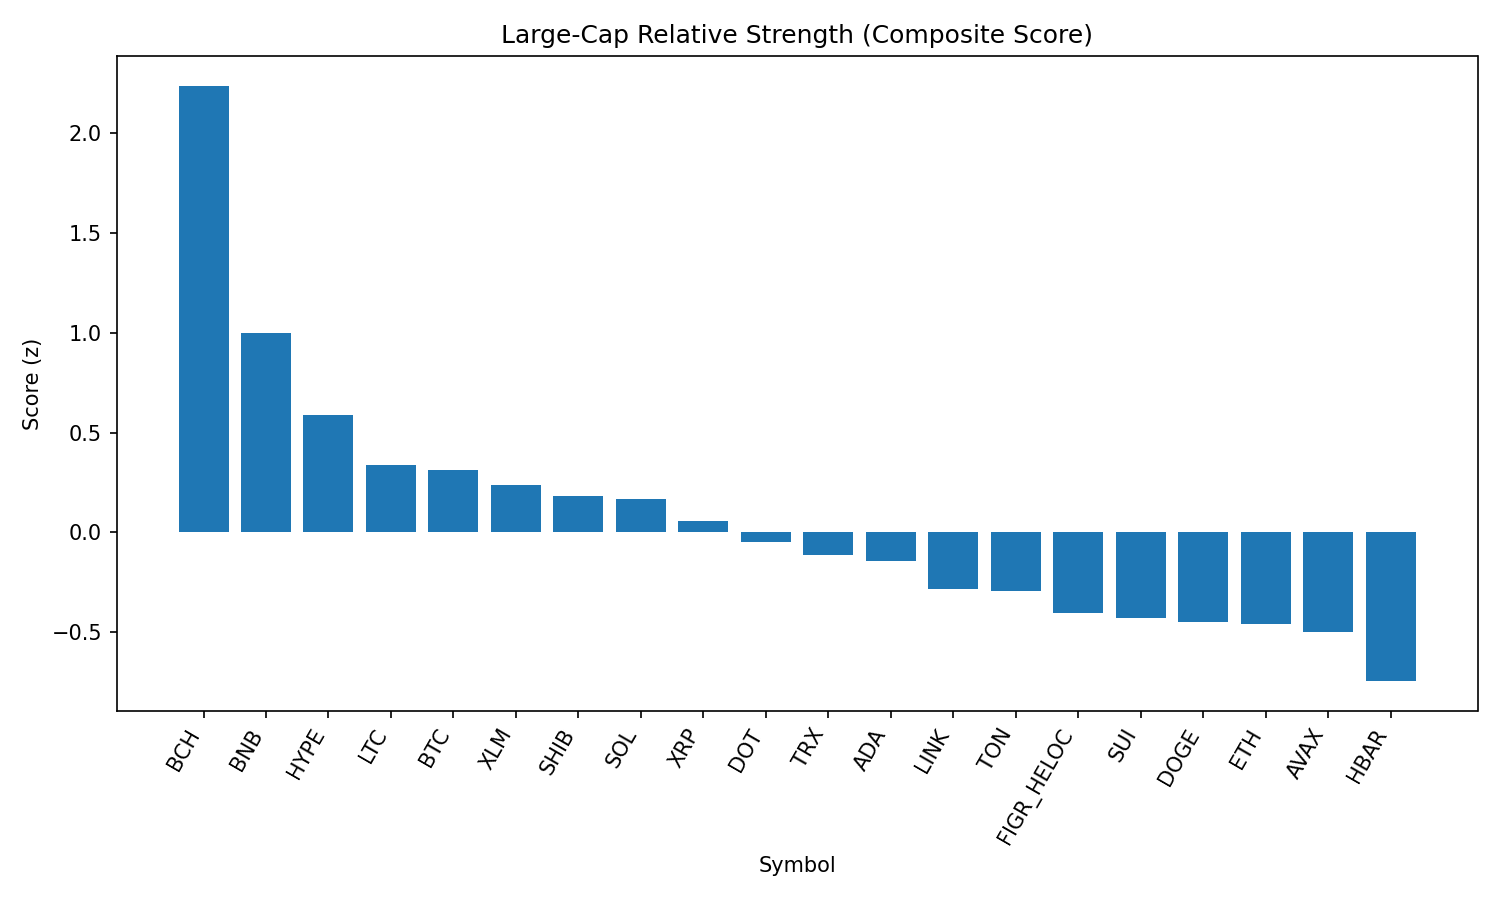 Large-Cap Relative Strength (Composite Score)
Score (z)
2.0
1.5
1.0
0.5
0.0
−0.5
BCH
BNB
HYPE
LTC
BTC
XLM
SHIB
SOL
XRP
DOT
TRX
ADA
LINK
TON
FIGR_HELOC
SUI
DOGE
ETH
AVAX
HBAR
Symbol